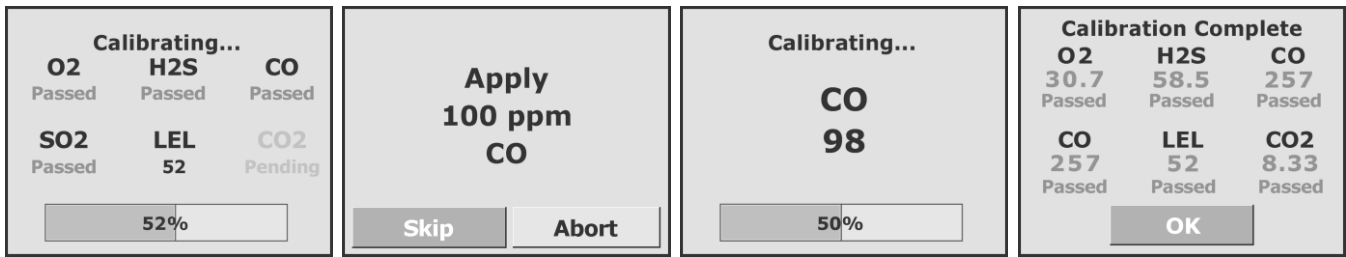 Calibrating...
O2 H2S CO
Passed Passed Passed
SO2 LEL CO2
Passed 52 Pending
52%
Apply
100 ppm
CO
Skip Abort
Calibrating...
CO
98
50%
Calibration Complete
O2 H2S CO
30.7 58.5 257
Passed Passed Passed
CO LEL CO2
257 52 8.33
Passed Passed Passed
OK